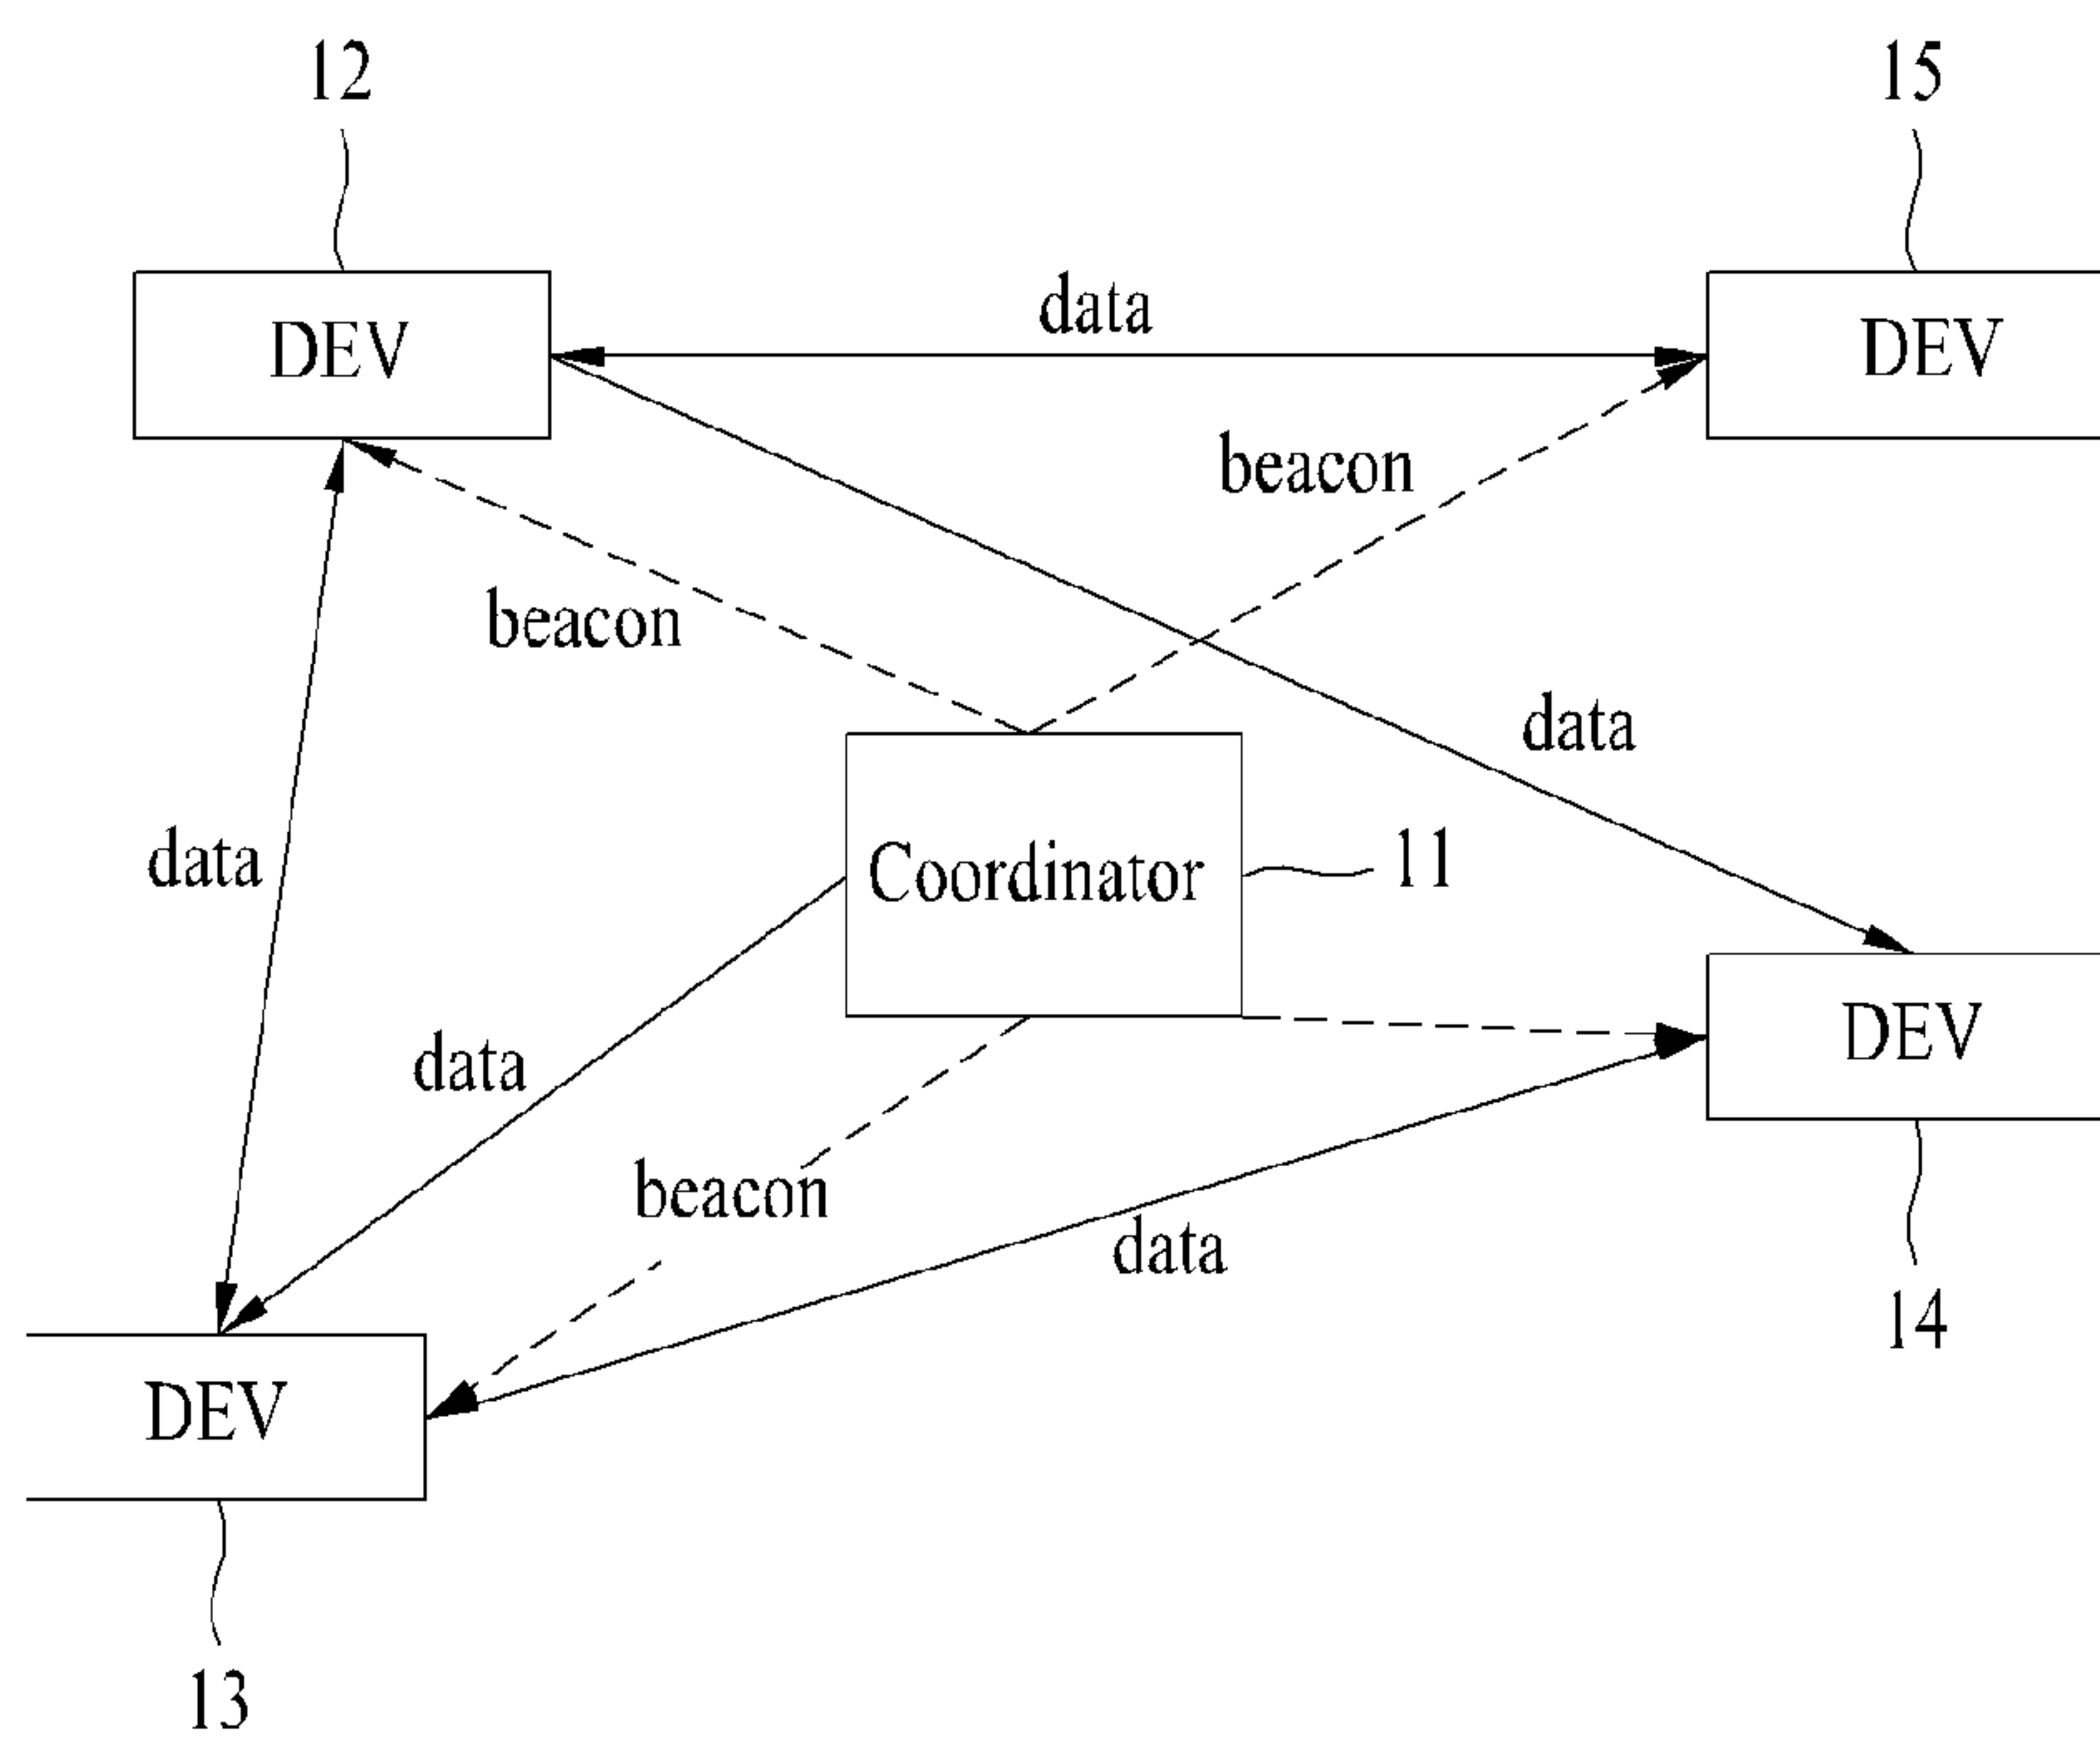 12
15
DEV
data
DEV
beacon
beacon
data
data
Coordinator
11
data
DEV
beacon
data
14
DEV
13